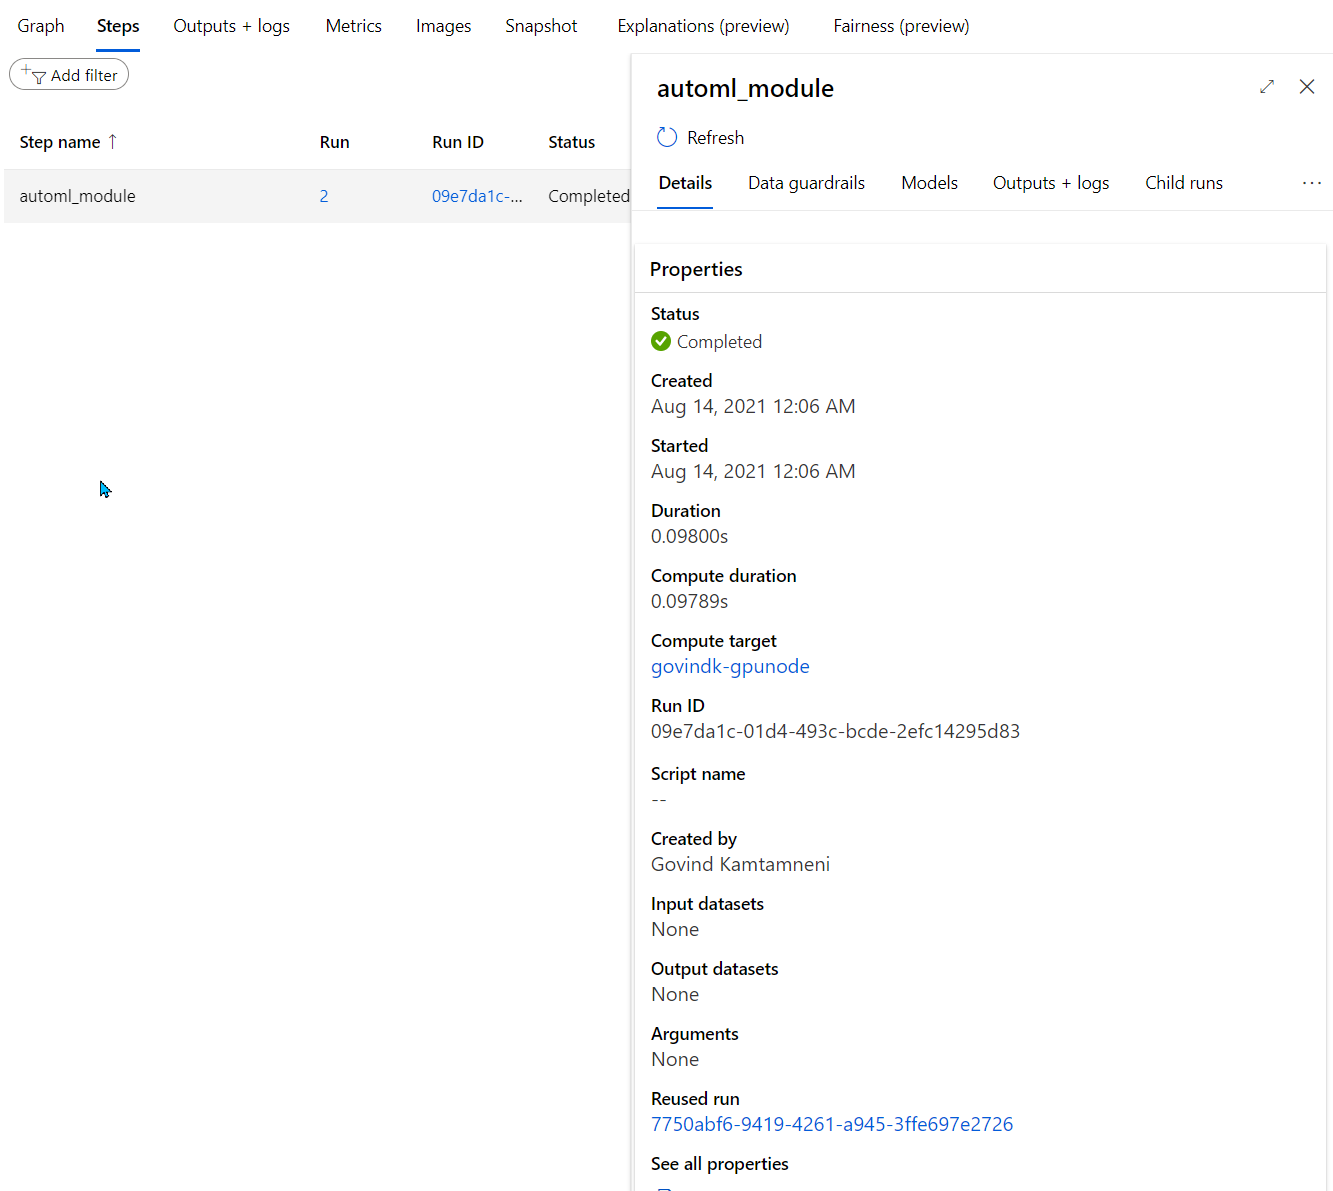 Graph Steps Outputs + logs Metrics Images Snapshot Explanations (preview) Fairness (preview)
Add filter
Step name ↑ Run Run ID Status
automl_module 2 09e7da1c-... Completed
automl_module
Refresh
Details Data guardrails Models Outputs + logs Child runs ...
Properties
Status
Completed
Created
Aug 14, 2021 12:06 AM
Started
Aug 14, 2021 12:06 AM
Duration
0.09800s
Compute duration
0.09789s
Compute target
govindk-gpunode
Run ID
09e7da1c-01d4-493c-bcde-2efc14295d83
Script name
--
Created by
Govind Kamtamneni
Input datasets
None
Output datasets
None
Arguments
None
Reused run
7750abf6-9419-4261-a945-3ffe697e2726
See all properties